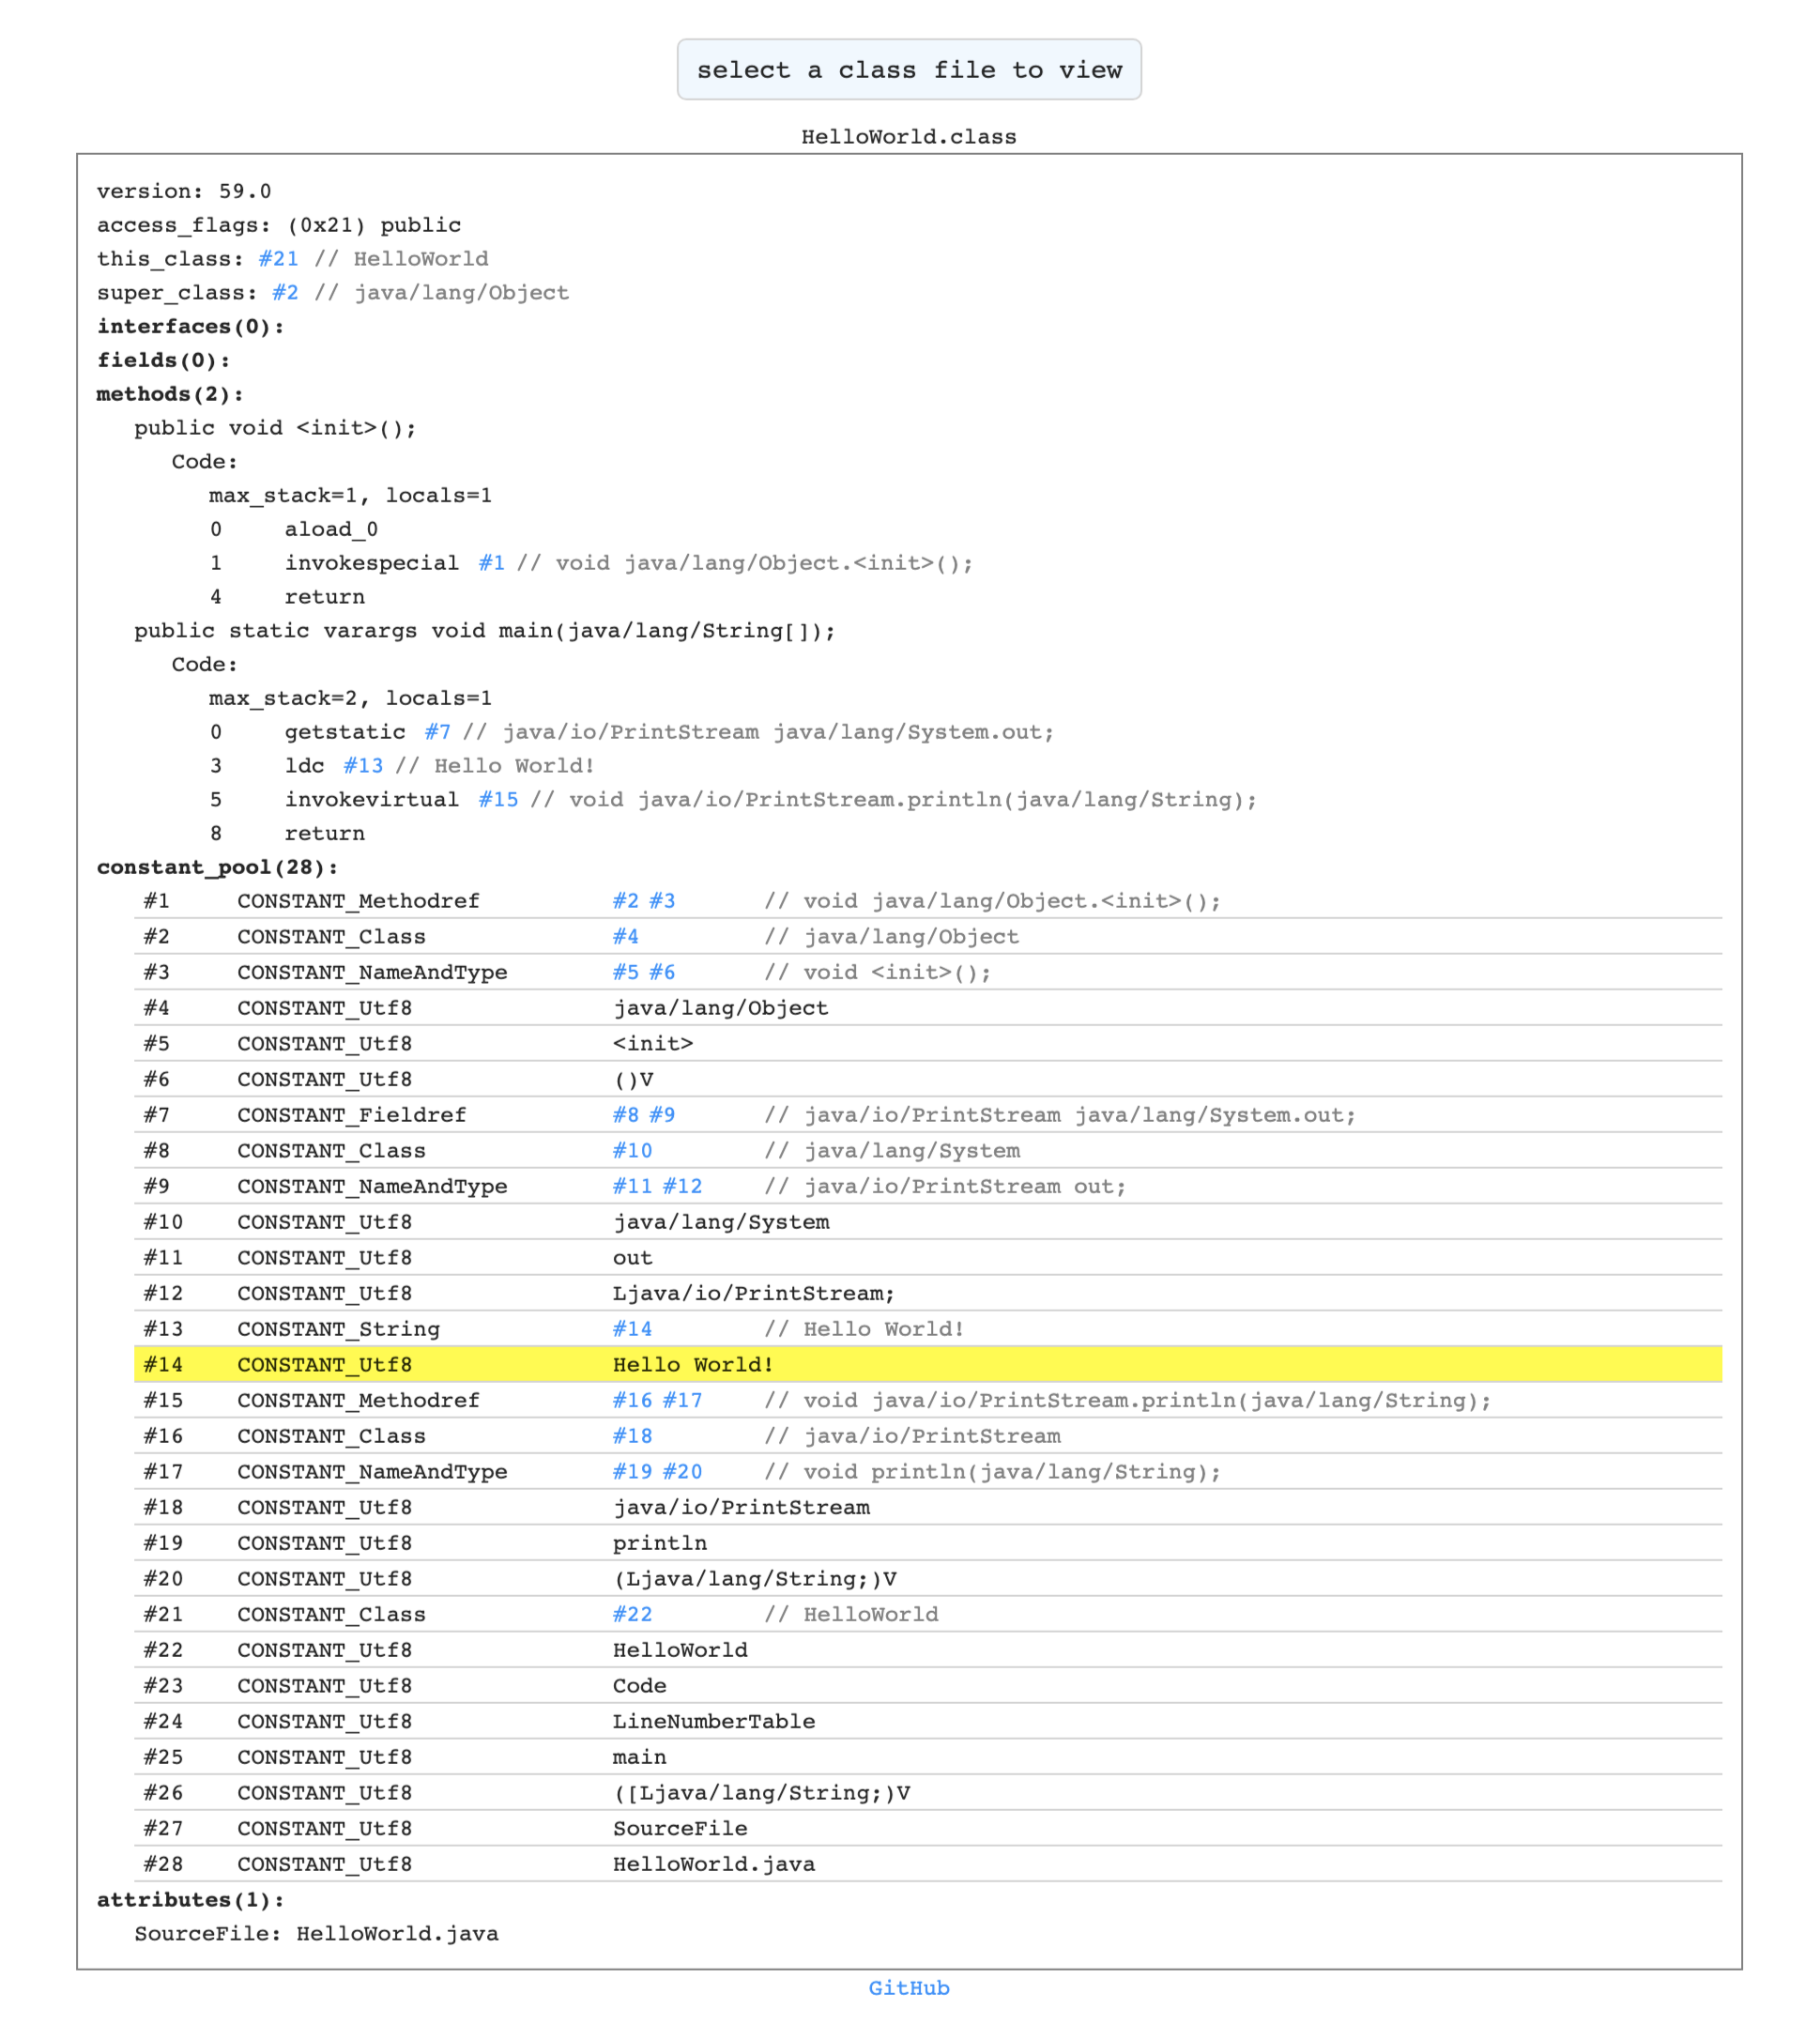 select a class file to view
HelloWorld.class
version: 59.0
access_flags: (0x21) public
this_class: #21 // HelloWorld
super_class: #2 // java/lang/Object
interfaces(0):
fields(0):
methods(2):
public void <init>();
Code:
max_stack=1, locals=1
0 aload_0
1 invokespecial #1 // void java/lang/Object.<init>();
4 return
public static varargs void main(java/lang/String[]);
Code:
max_stack=2, locals=1
0 getstatic #7 // java/io/PrintStream java/lang/System.out;
3 ldc #13 // Hello World!
5 invokevirtual #15 // void java/io/PrintStream.println(java/lang/String);
8 return
constant_pool(28):
#1 CONSTANT_Methodref #2 #3 // void java/lang/Object.<init>();
#2 CONSTANT_Class #4 // java/lang/Object
#3 CONSTANT_NameAndType #5 #6 // void <init>();
#4 CONSTANT_Utf8 java/lang/Object
#5 CONSTANT_Utf8 <init>
#6 CONSTANT_Utf8 ()V
#7 CONSTANT_Fieldref #8 #9 // java/io/PrintStream java/lang/System.out;
#8 CONSTANT_Class #10 // java/lang/System
#9 CONSTANT_NameAndType #11 #12 // java/io/PrintStream out;
#10 CONSTANT_Utf8 java/lang/System
#11 CONSTANT_Utf8 out
#12 CONSTANT_Utf8 Ljava/io/PrintStream;
#13 CONSTANT_String #14 // Hello World!
#14 CONSTANT_Utf8 Hello World!
#15 CONSTANT_Methodref #16 #17 // void java/io/PrintStream.println(java/lang/String);
#16 CONSTANT_Class #18 // java/io/PrintStream
#17 CONSTANT_NameAndType #19 #20 // void println(java/lang/String);
#18 CONSTANT_Utf8 java/io/PrintStream
#19 CONSTANT_Utf8 println
#20 CONSTANT_Utf8 (Ljava/lang/String;)V
#21 CONSTANT_Class #22 // HelloWorld
#22 CONSTANT_Utf8 HelloWorld
#23 CONSTANT_Utf8 Code
#24 CONSTANT_Utf8 LineNumberTable
#25 CONSTANT_Utf8 main
#26 CONSTANT_Utf8 ([Ljava/lang/String;)V
#27 CONSTANT_Utf8 SourceFile
#28 CONSTANT_Utf8 HelloWorld.java
attributes(1):
SourceFile: HelloWorld.java
GitHub